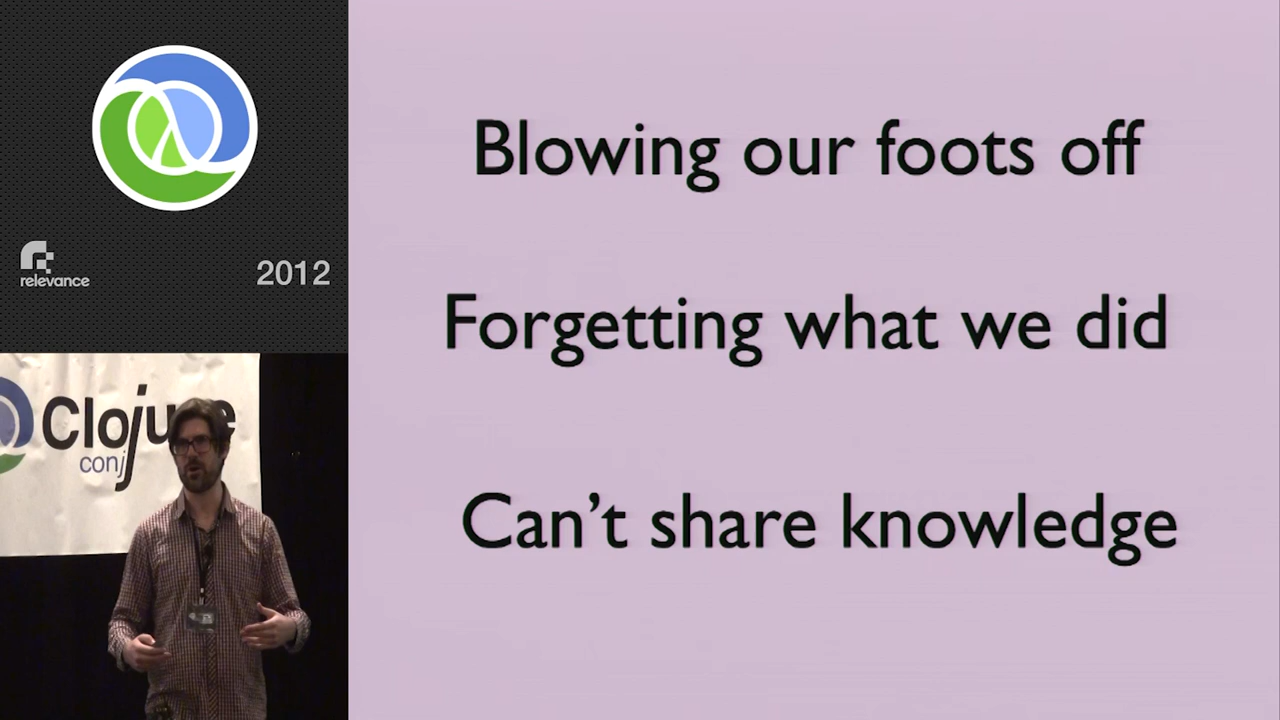 relevance
2012
Clojure
conj
Blowing our foots off
Forgetting what we did
Can’t share knowledge